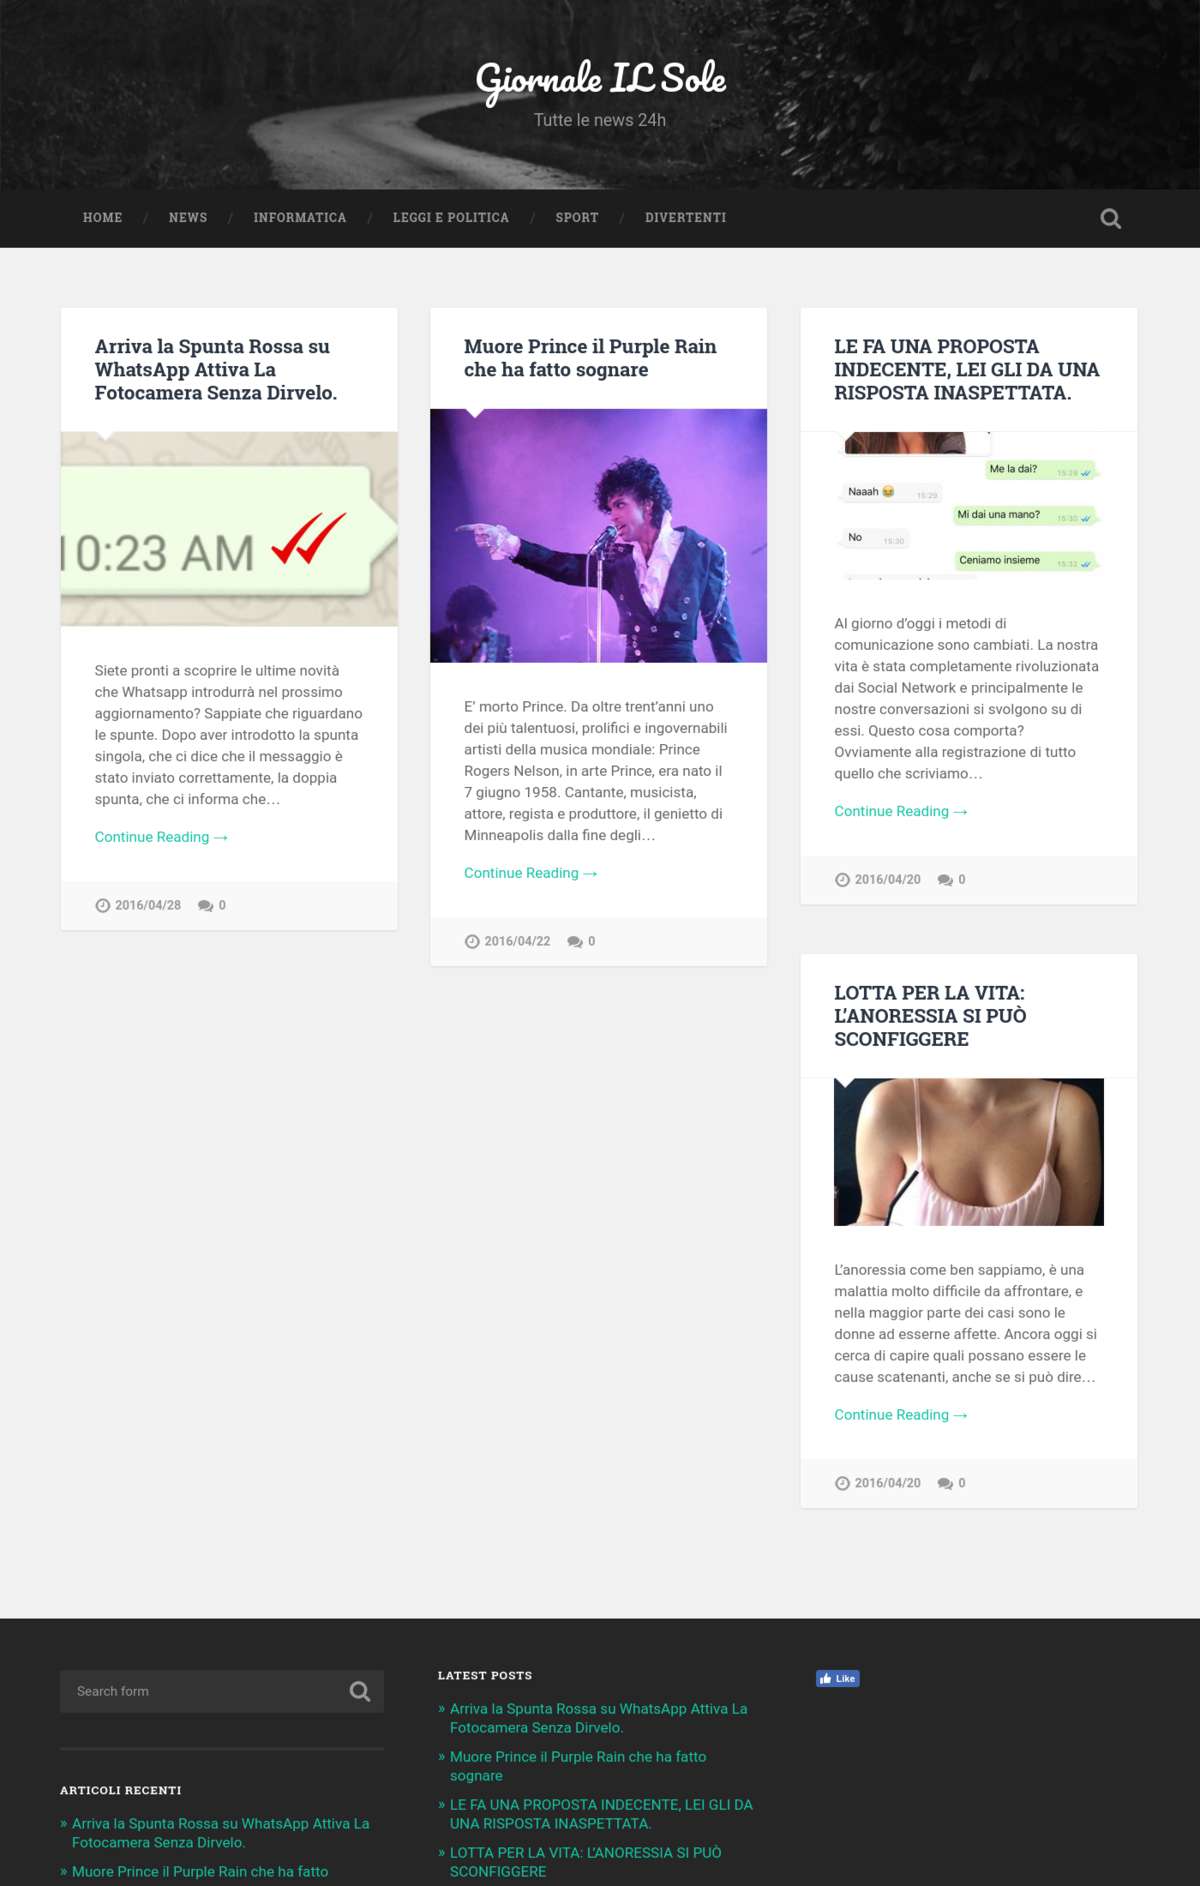 Giornale IL Sole
Tutte le news 24h
HOME / NEWS / INFORMATICA / LEGGI E POLITICA / SPORT / DIVERTENTI
Arriva la Spunta Rossa su
WhatsApp Attiva La
Fotocamera Senza Dirvelo.
10:23 AM
Siete pronti a scoprire le ultime novità
che Whatsapp introdurrà nel prossimo
aggiornamento? Sappiate che riguardano
le spunte. Dopo aver introdotto la spunta
singola, che ci dice che il messaggio è
stato inviato correttamente, la doppia
spunta, che ci informa che…
Continue Reading →
2016/04/28 0
Muore Prince il Purple Rain
che ha fatto sognare
E' morto Prince. Da oltre trent'anni uno
dei più talentuosi, prolifici e ingovernabili
artisti della musica mondiale: Prince
Rogers Nelson, in arte Prince, era nato il
7 giugno 1958. Cantante, musicista,
attore, regista e produttore, il genietto di
Minneapolis dalla fine degli…
Continue Reading →
2016/04/22 0
LE FA UNA PROPOSTA
INDECENTE, LEI GLI DA UNA
RISPOSTA INASPETTATA.
Me la dai? 15:29
Naaah 15:29
Mi dai una mano? 15:30
No 15:30
Ceniamo insieme 15:32
Al giorno d'oggi i metodi di
comunicazione sono cambiati. La nostra
vita è stata completamente rivoluzionata
dai Social Network e principalmente le
nostre conversazioni si svolgono su di
essi. Questo cosa comporta?
Ovviamente alla registrazione di tutto
quello che scriviamo…
Continue Reading →
2016/04/20 0
LOTTA PER LA VITA:
L'ANORESSIA SI PUÒ
SCONFIGGERE
L'anoressia come ben sappiamo, è una
malattia molto difficile da affrontare, e
nella maggior parte dei casi sono le
donne ad esserne affette. Ancora oggi si
cerca di capire quali possano essere le
cause scatenanti, anche se si può dire…
Continue Reading →
2016/04/20 0
Search form
ARTICOLI RECENTI
» Arriva la Spunta Rossa su WhatsApp Attiva La
Fotocamera Senza Dirvelo.
» Muore Prince il Purple Rain che ha fatto
LATEST POSTS
» Arriva la Spunta Rossa su WhatsApp Attiva La
Fotocamera Senza Dirvelo.
» Muore Prince il Purple Rain che ha fatto
sognare
» LE FA UNA PROPOSTA INDECENTE, LEI GLI DA
UNA RISPOSTA INASPETTATA.
» LOTTA PER LA VITA: L'ANORESSIA SI PUÒ
SCONFIGGERE
Like